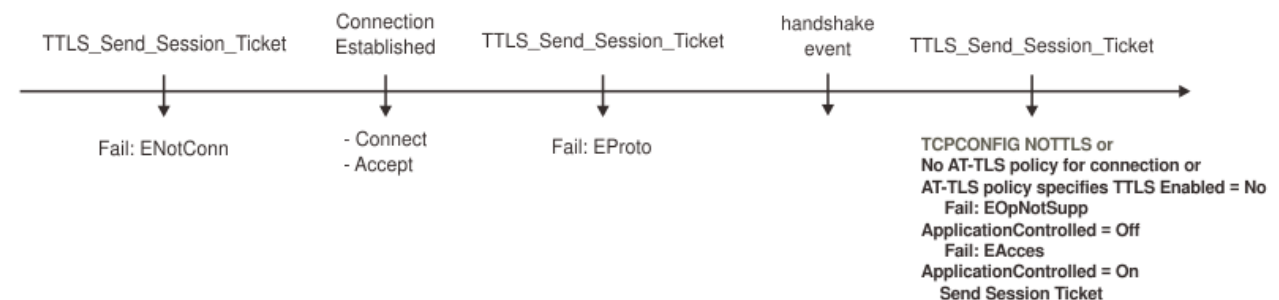 TTLS_Send_Session_Ticket
Fail: ENotConn
Connection
Established
- Connect
- Accept
TTLS_Send_Session_Ticket
Fail: EProto
handshake
event
TTLS_Send_Session_Ticket
TCPCONFIG NOTTLS or
No AT-TLS policy for connection or
AT-TLS policy specifies TTLS Enabled = No
Fail: EOpNotSupp
ApplicationControlled = Off
Fail: EAcces
ApplicationControlled = On
Send Session Ticket